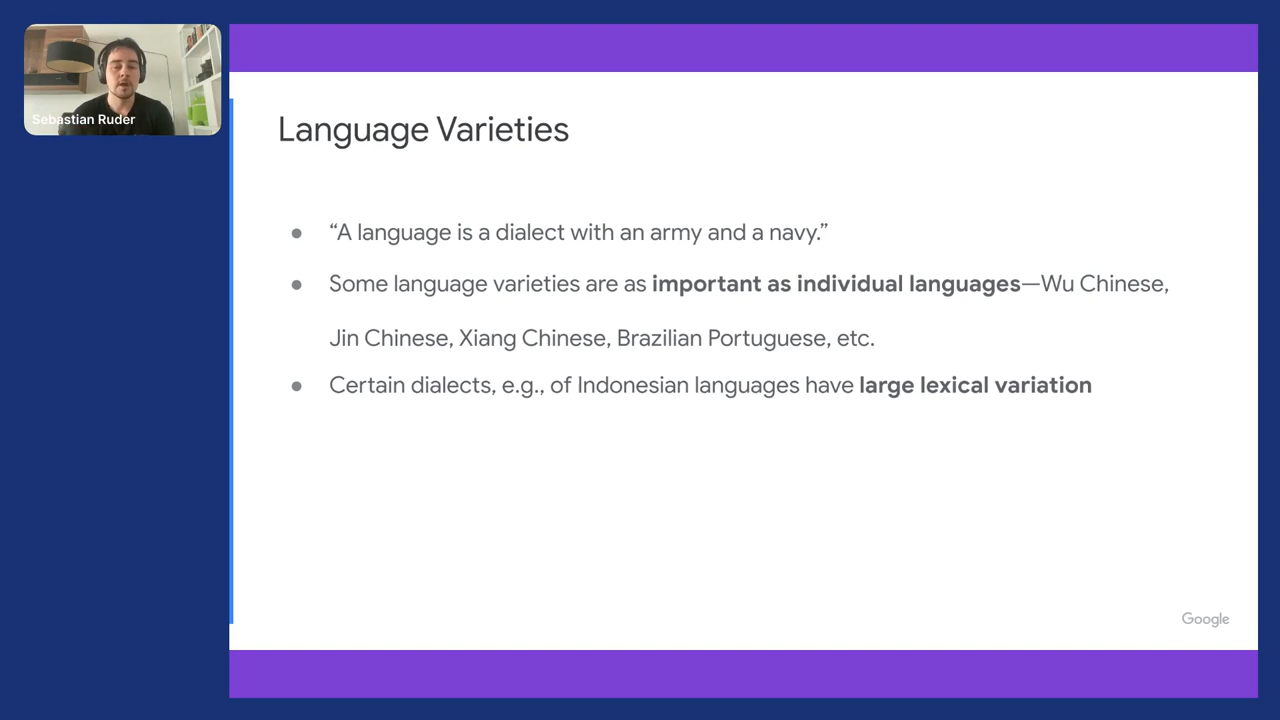 Sebastian Ruder
Language Varieties
● “A language is a dialect with an army and a navy.”
● Some language varieties are as important as individual languages—Wu Chinese,
Jin Chinese, Xiang Chinese, Brazilian Portuguese, etc.
● Certain dialects, e.g., of Indonesian languages have large lexical variation
Google